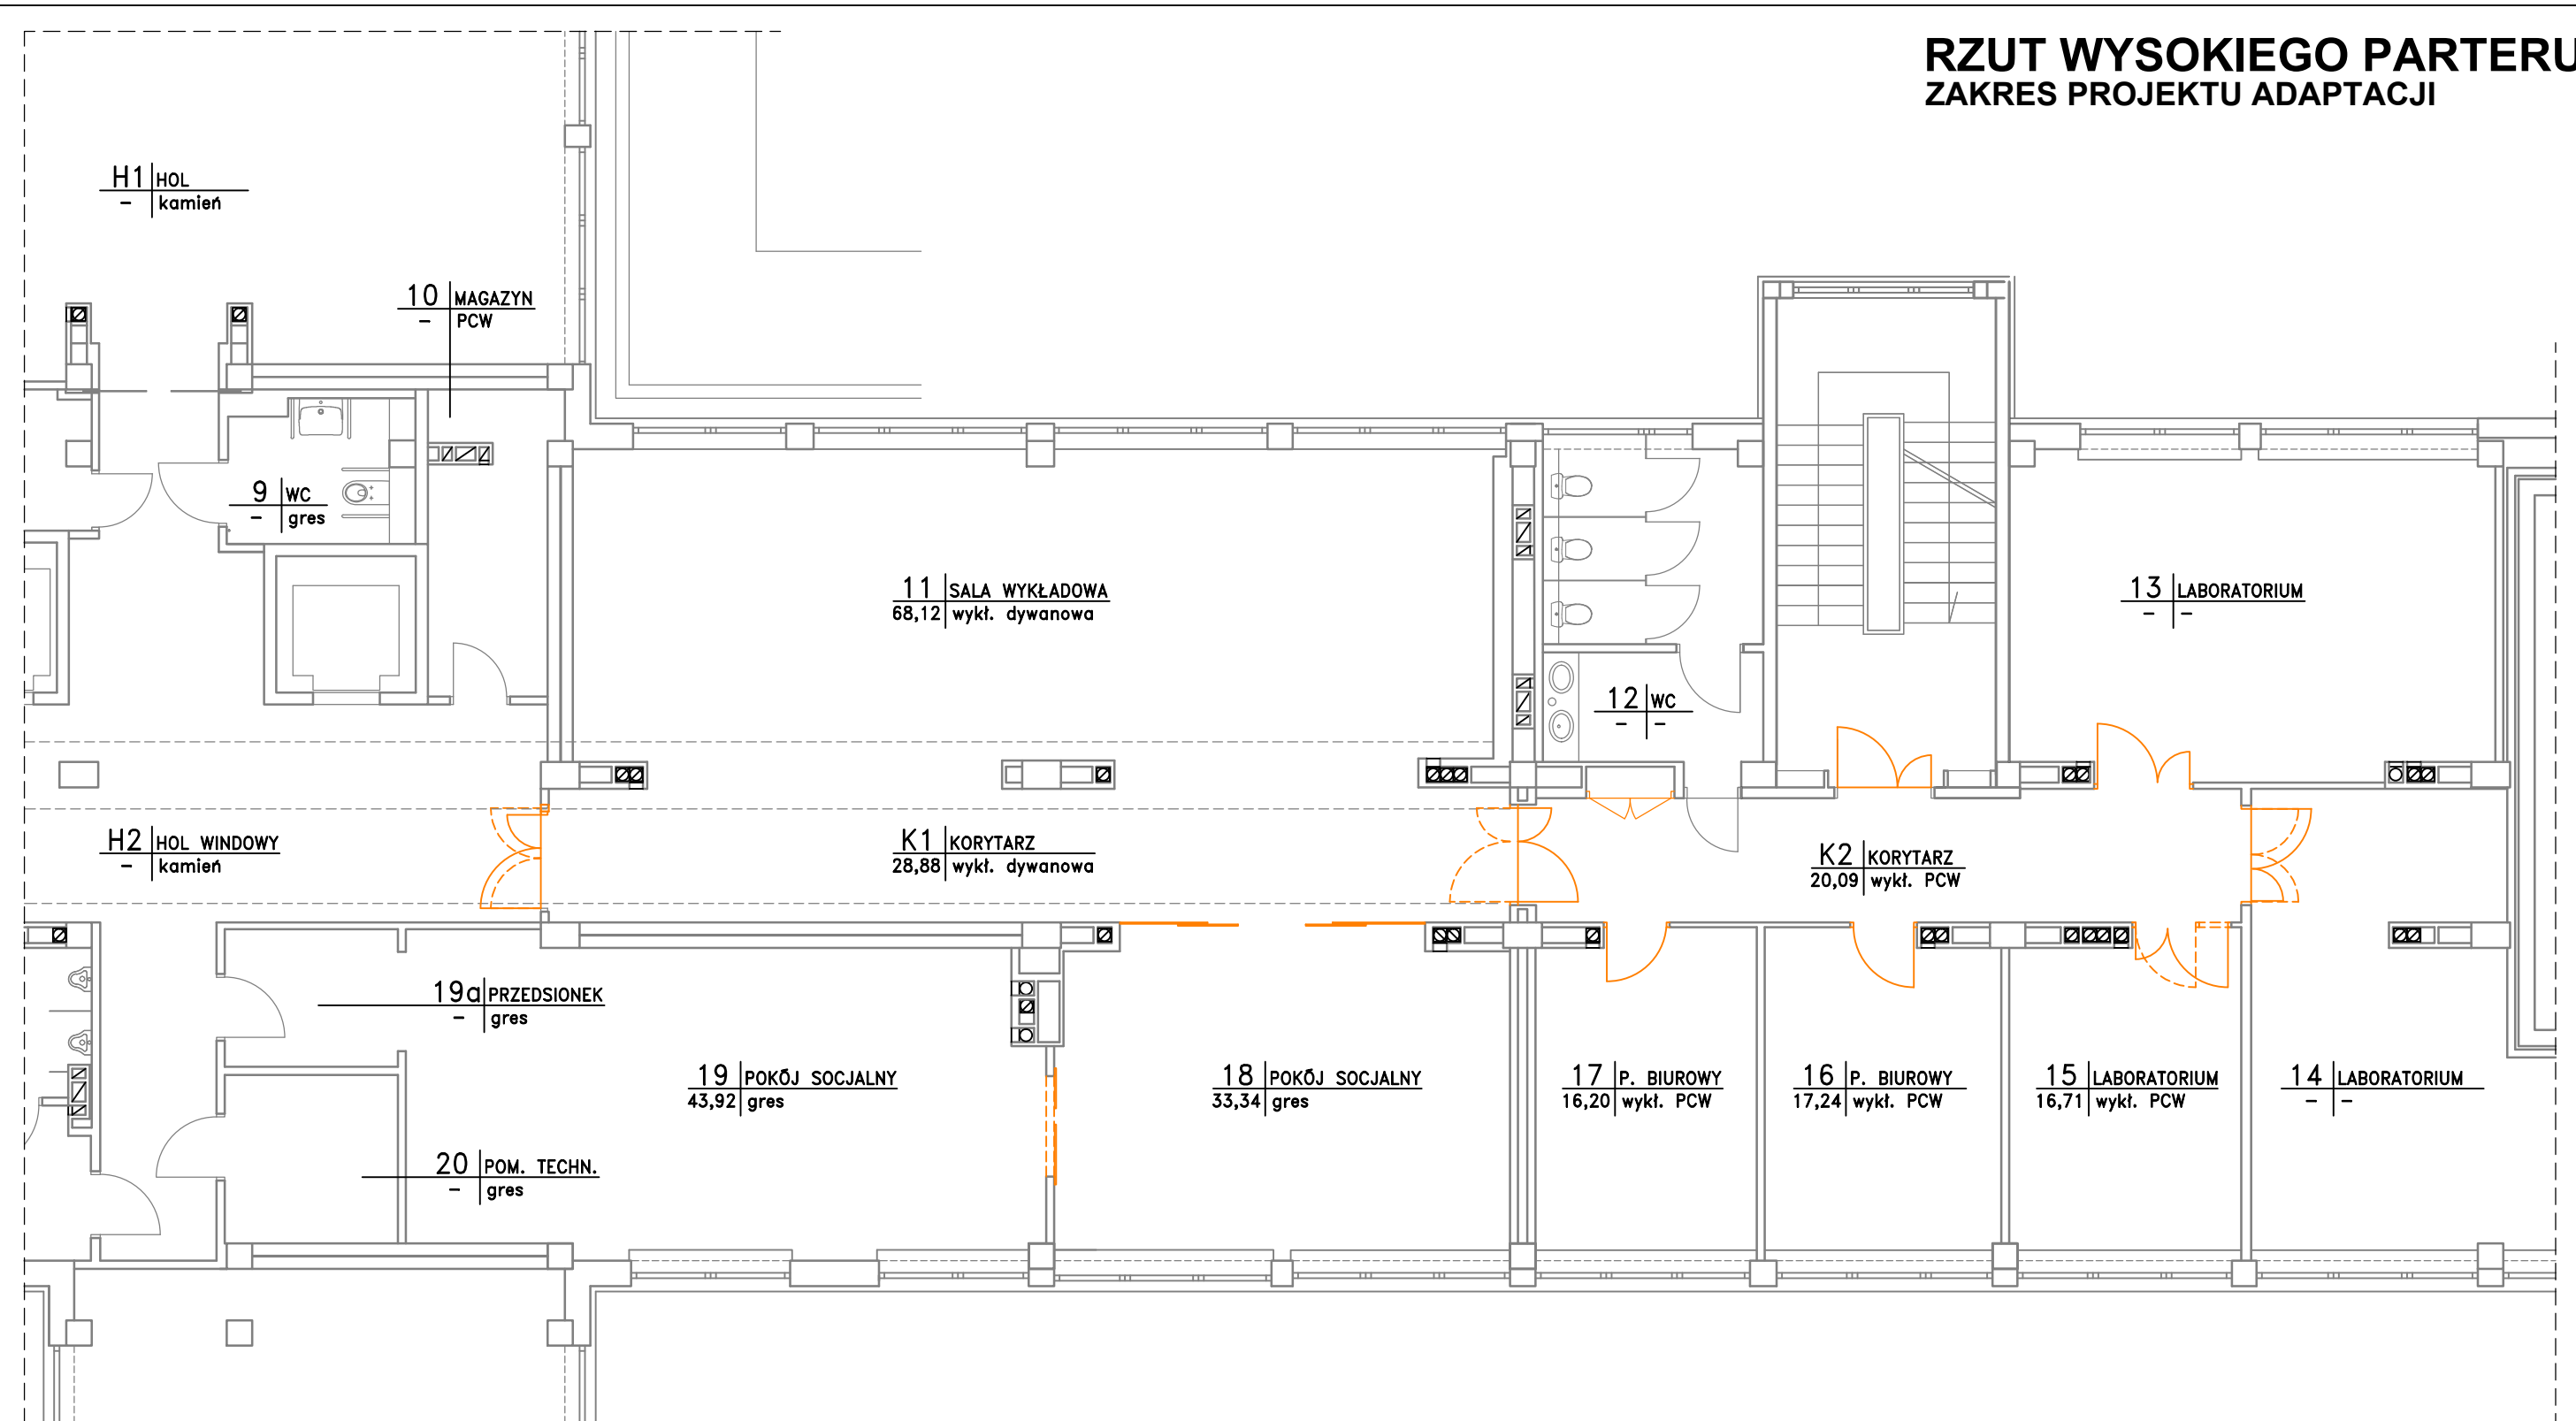 RZUT WYSOKIEGO PARTERU
ZAKRES PROJEKTU ADAPTACJI
H1 HOL
- kamień
10 MAGAZYN
- PCW
9 WC
- gres
11 SALA WYKŁADOWA
68,12 wykł. dywanowa
12 WC
- -
13 LABORATORIUM
- -
H2 HOL WINDOWY
- kamień
K1 KORYTARZ
28,88 wykł. dywanowa
K2 KORYTARZ
20,09 wykł. PCW
19a PRZEDSIONEK
- gres
19 POKÓJ SOCJALNY
43,92 gres
18 POKÓJ SOCJALNY
33,34 gres
17 P. BIUROWY
16,20 wykł. PCW
16 P. BIUROWY
17,24 wykł. PCW
15 LABORATORIUM
16,71 wykł. PCW
14 LABORATORIUM
- -
20 POM. TECHN.
- gres